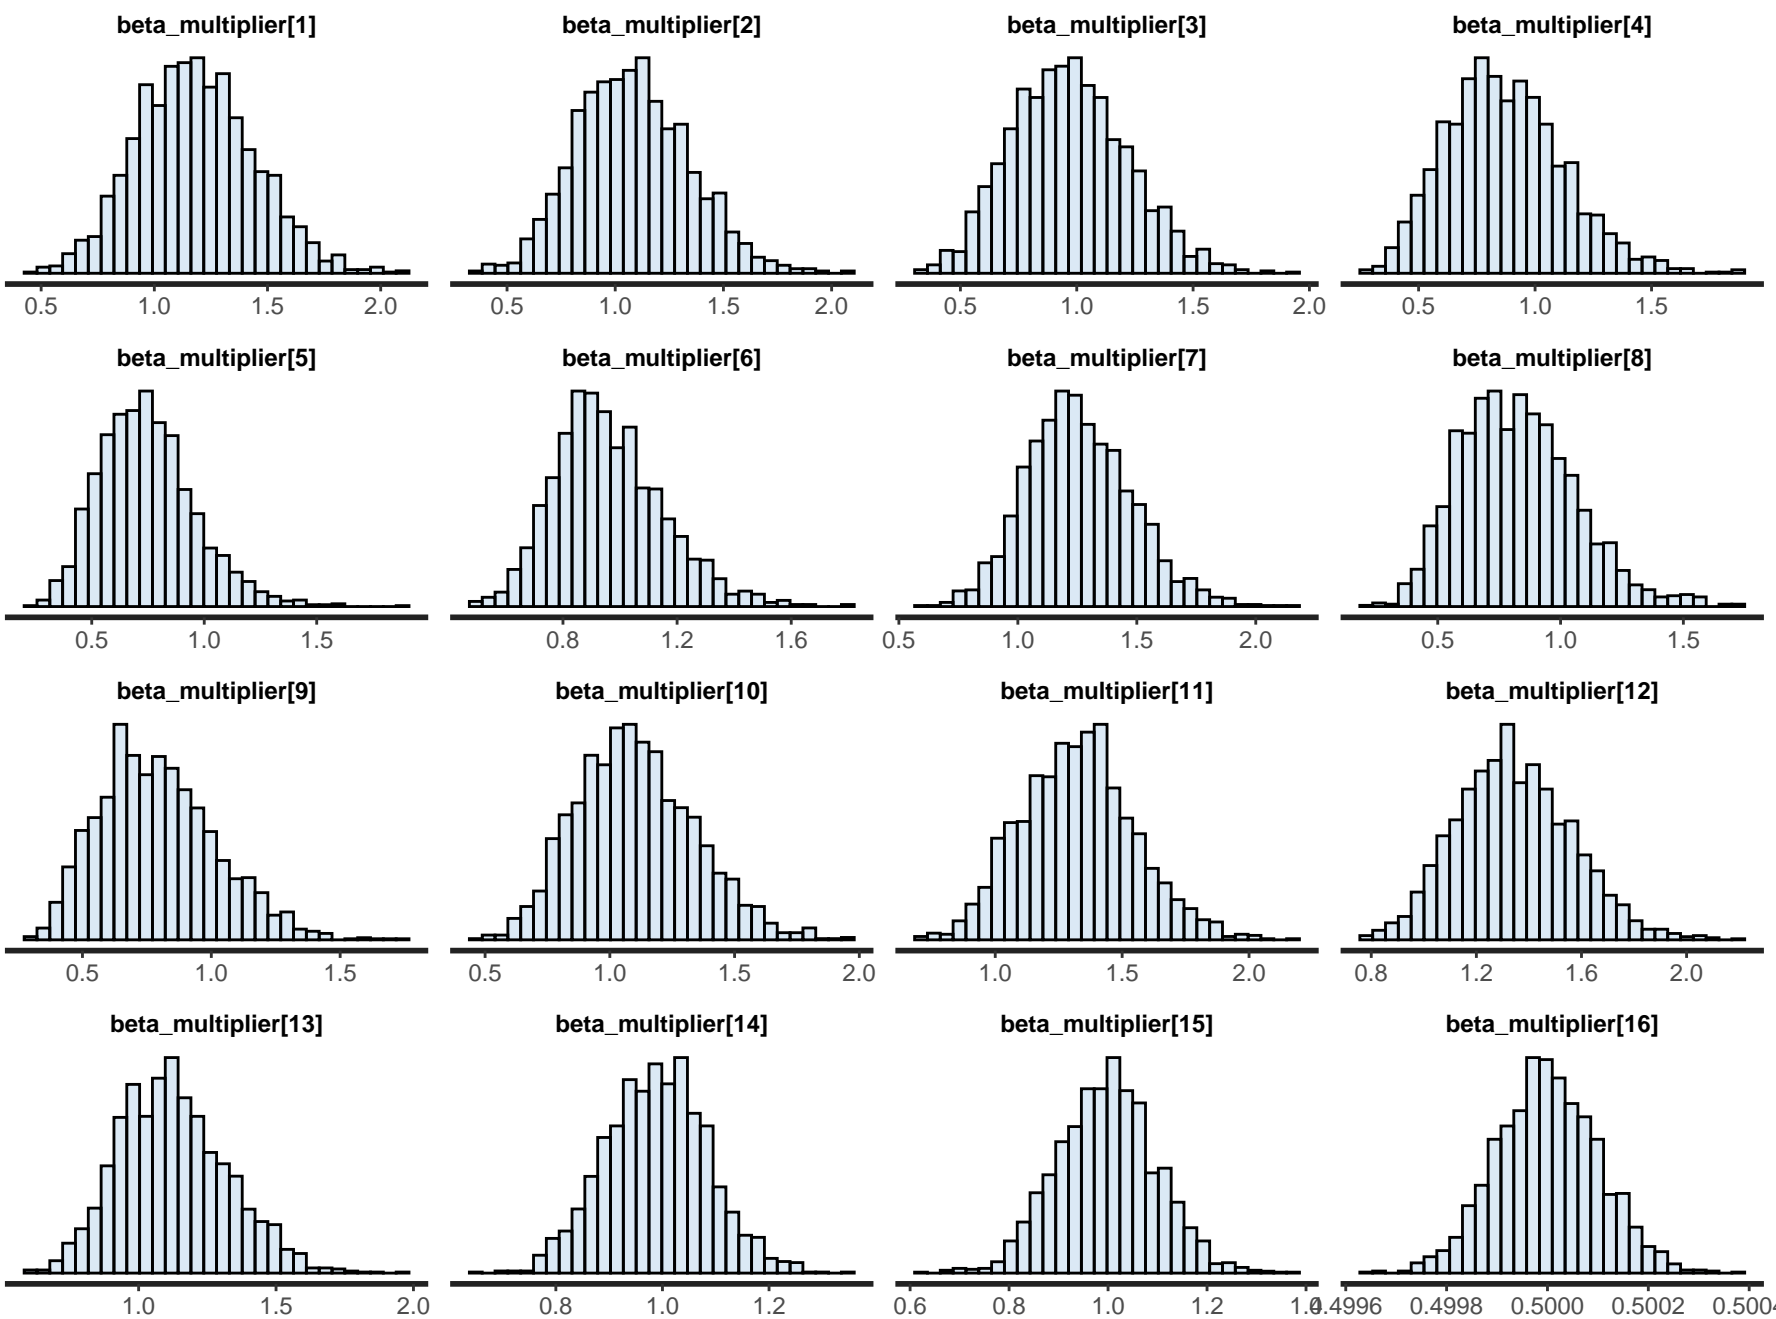 beta_multiplier[1] beta_multiplier[2] beta_multiplier[3] beta_multiplier[4]
0.5 1.0 1.5 2.0 0.5 1.0 1.5 2.0 0.5 1.0 1.5 2.0 0.5 1.0 1.5
beta_multiplier[5] beta_multiplier[6] beta_multiplier[7] beta_multiplier[8]
0.5 1.0 1.5 0.8 1.2 1.6 0.5 1.0 1.5 2.0 0.5 1.0 1.5
beta_multiplier[9] beta_multiplier[10] beta_multiplier[11] beta_multiplier[12]
0.5 1.0 1.5 0.5 1.0 1.5 2.0 1.0 1.5 2.0 0.8 1.2 1.6 2.0
beta_multiplier[13] beta_multiplier[14] beta_multiplier[15] beta_multiplier[16]
1.0 1.5 2.0 0.8 1.0 1.2 0.6 0.8 1.0 1.2 0.4998 0.5000 0.5002